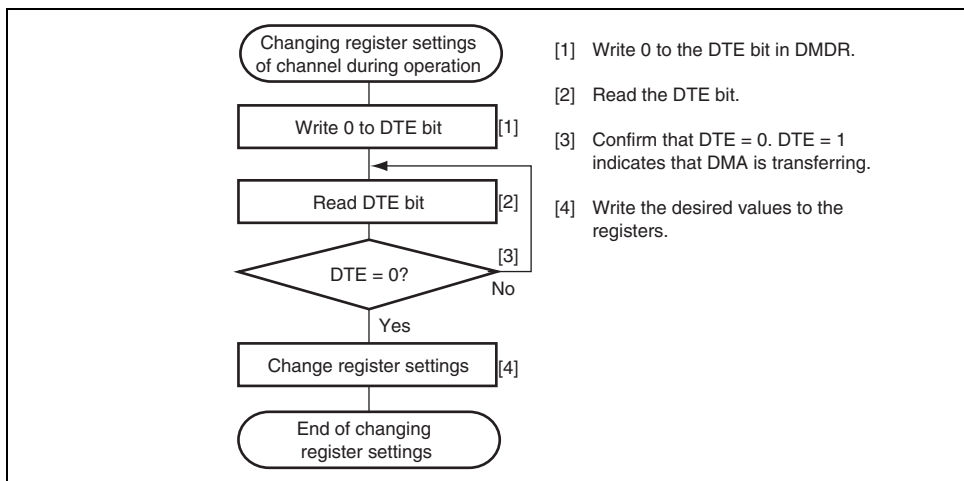 Changing register settings
of channel during operation
Write 0 to DTE bit
[1]
Read DTE bit
[2]
DTE = 0?
[3]
No
Yes
Change register settings
[4]
End of changing
register settings
[1] Write 0 to the DTE bit in DMDR.
[2] Read the DTE bit.
[3] Confirm that DTE = 0. DTE = 1
indicates that DMA is transferring.
[4] Write the desired values to the
registers.